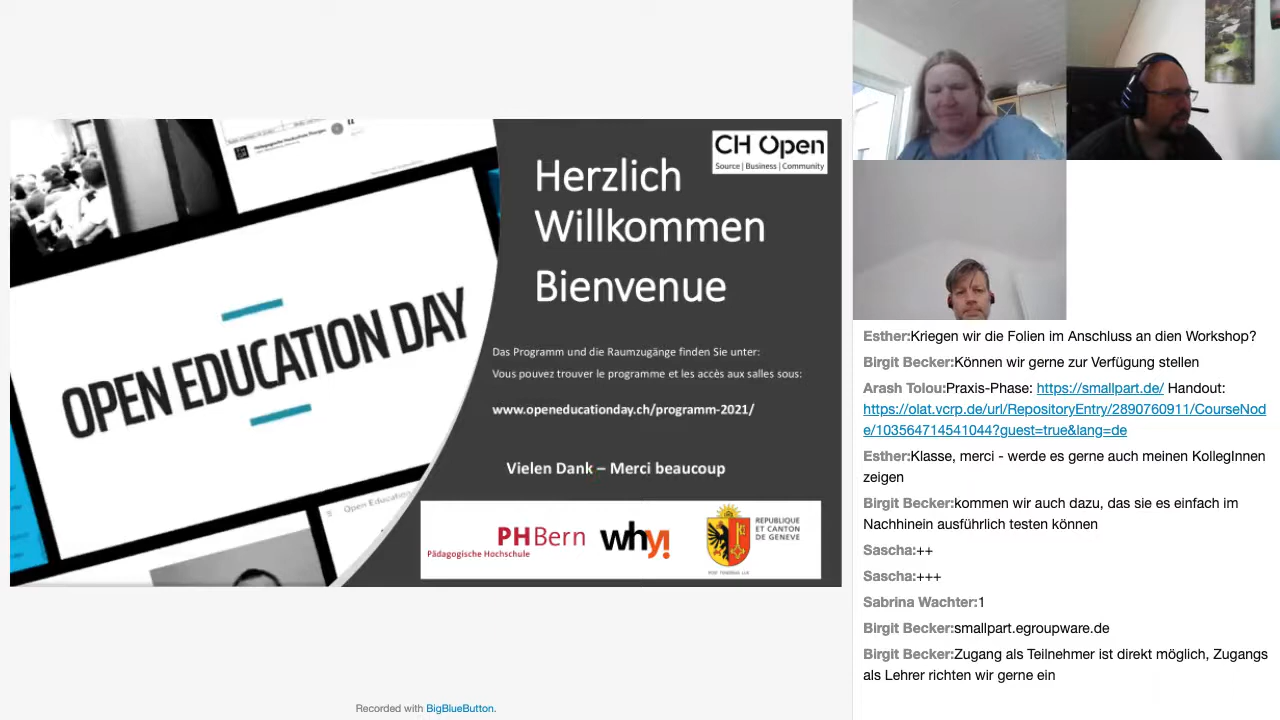 OPEN EDUCATION DAY
CH Open
Source | Business | Community
Herzlich
Willkommen
Bienvenue
Das Programm und die Raumzugänge finden Sie unter:
Vous pouvez trouver le programme et les accès aux salles sous:
www.openeducationday.ch/programm-2021/
Vielen Dank – Merci beaucoup
Open Education
PHBern
Pädagogische Hochschule
why!
REPUBLIQUE
ET CANTON
DE GENEVE
POST TENEBRAS LUX
Recorded with BigBlueButton.
Esther:Kriegen wir die Folien im Anschluss an dien Workshop?
Birgit Becker:Können wir gerne zur Verfügung stellen
Arash Tolou:Praxis-Phase: https://smallpart.de/ Handout:
https://olat.vcrp.de/url/RepositoryEntry/2890760911/CourseNod
e/103564714541044?guest=true&lang=de
Esther:Klasse, merci - werde es gerne auch meinen KollegInnen
zeigen
Birgit Becker:kommen wir auch dazu, das sie es einfach im
Nachhinein ausführlich testen können
Sascha:++
Sascha:+++
Sabrina Wachter:1
Birgit Becker:smallpart.egroupware.de
Birgit Becker:Zugang als Teilnehmer ist direkt möglich, Zugangs
als Lehrer richten wir gerne ein